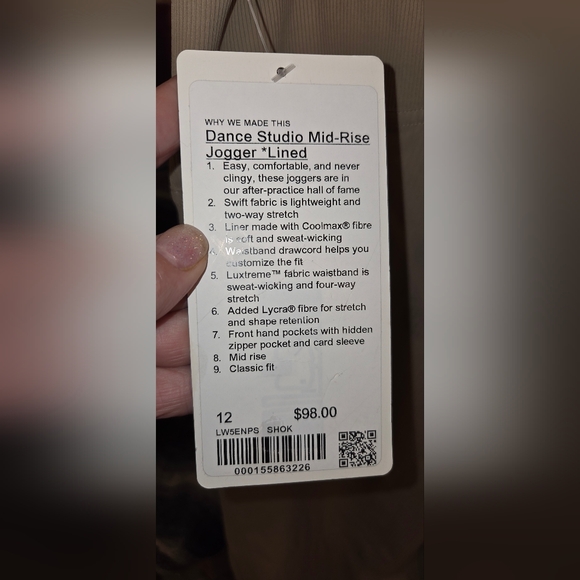 WHY WE MADE THIS
Dance Studio Mid-Rise
Jogger *Lined
1. Easy, comfortable, and never
clingy, these joggers are in
our after-practice hall of fame
2. Swift fabric is lightweight and
two-way stretch
3. Liner made with Coolmax® fibre
is soft and sweat-wicking
Waistband drawcord helps you
customize the fit
5. Luxtreme™ fabric waistband is
sweat-wicking and four-way
stretch
6. Added Lycra® fibre for stretch
and shape retention
7. Front hand pockets with hidden
zipper pocket and card sleeve
8. Mid rise
9. Classic fit
12 $98.00
LW5ENPS SHOK
000155863226